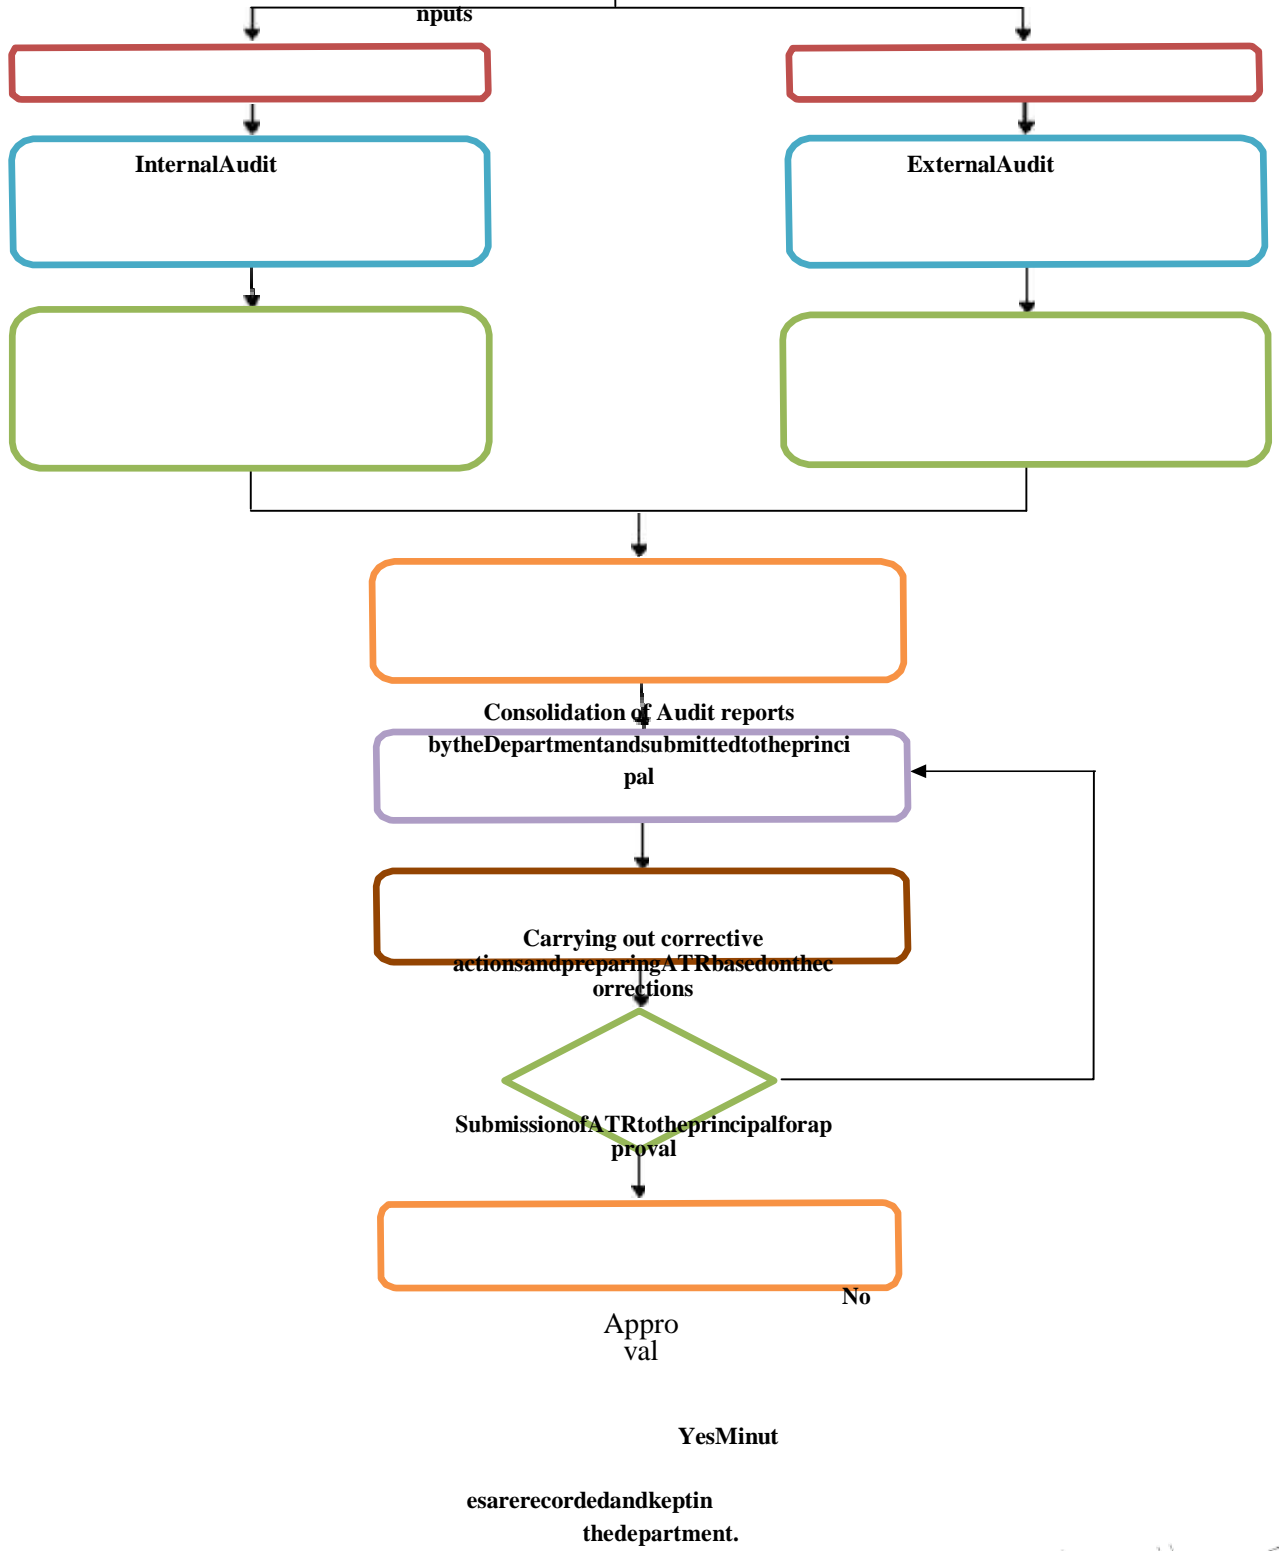 nputs
InternalAudit
ExternalAudit
Consolidation of Audit reports
bytheDepartmentandsubmittedtotheprinci
pal
Carrying out corrective
actionsandpreparingATRbasedonthec
orrections
SubmissionofATRtotheprincipalforap
proval
No
Appro
val
YesMinut
esarerecordedandkeptin
thedepartment.